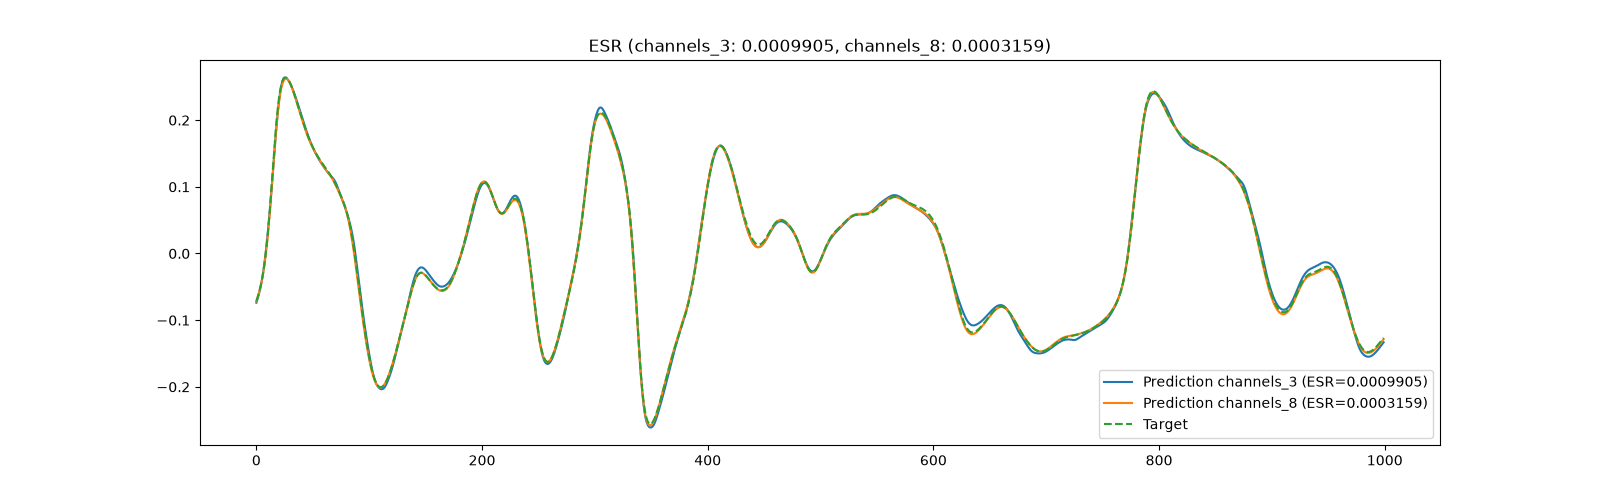 ESR (channels_3: 0.0009905, channels_8: 0.0003159)
0.2
0.1
0.0
−0.1
−0.2
0
200
400
600
800
1000
Prediction channels_3 (ESR=0.0009905)
Prediction channels_8 (ESR=0.0003159)
Target